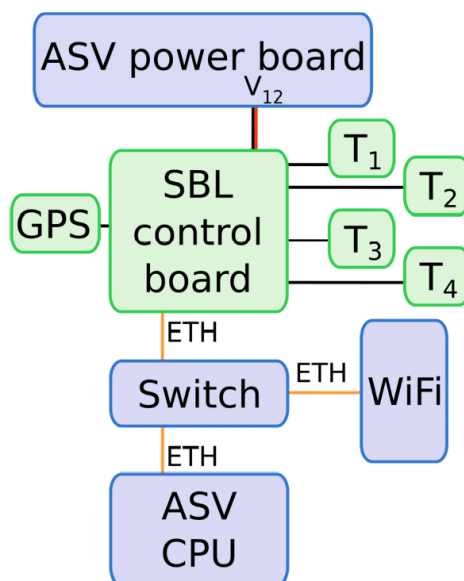 ASV power board
V₁₂
SBL
control
board
GPS
T₁
T₂
T₃
T₄
ETH
Switch
ETH
WiFi
ETH
ASV
CPU